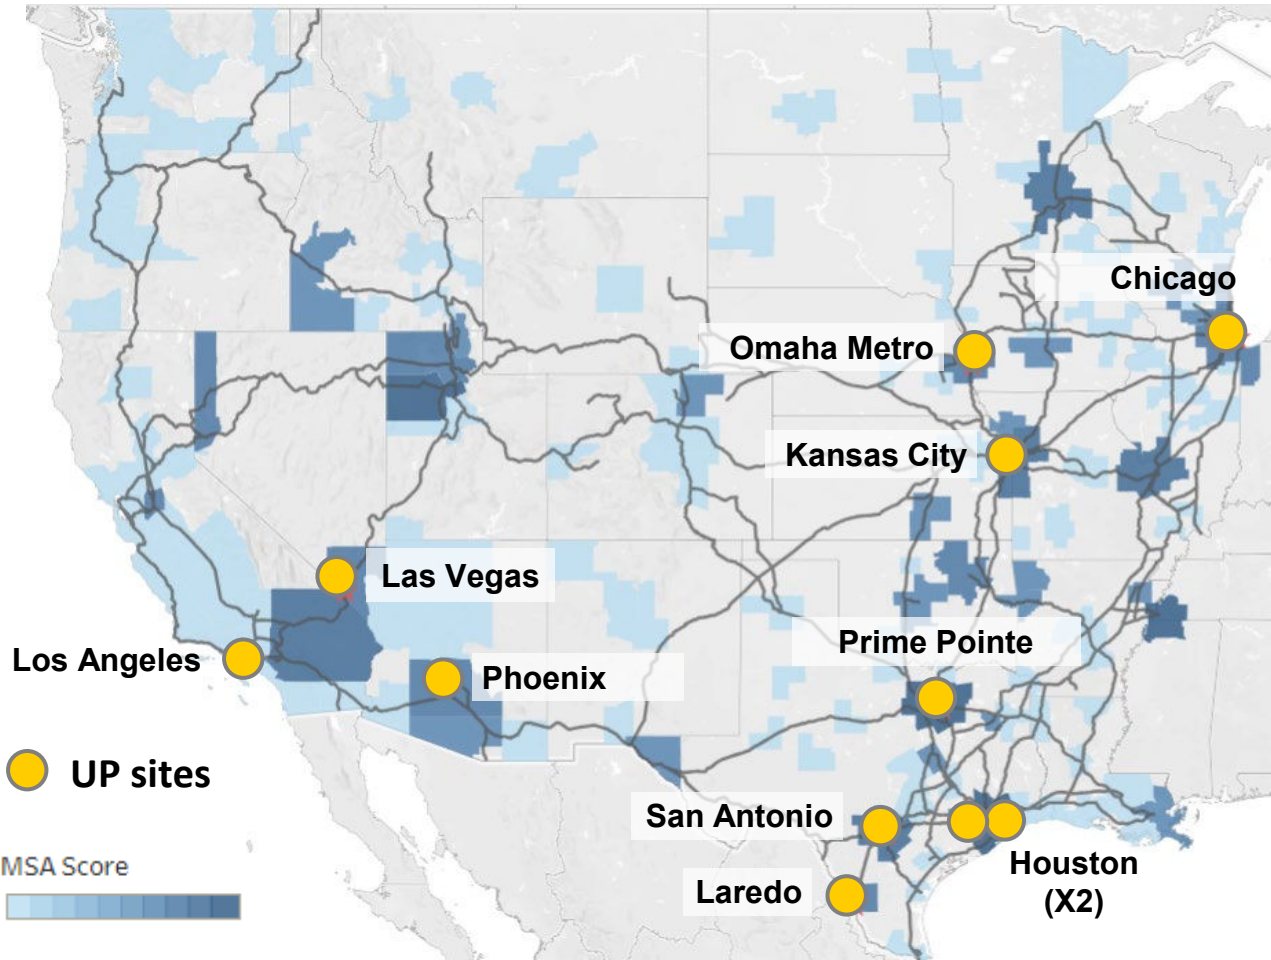 Chicago
Omaha Metro
Kansas City
Las Vegas
Prime Pointe
Los Angeles
Phoenix
UP sites
San Antonio
MSA Score
Houston
(X2)
Laredo